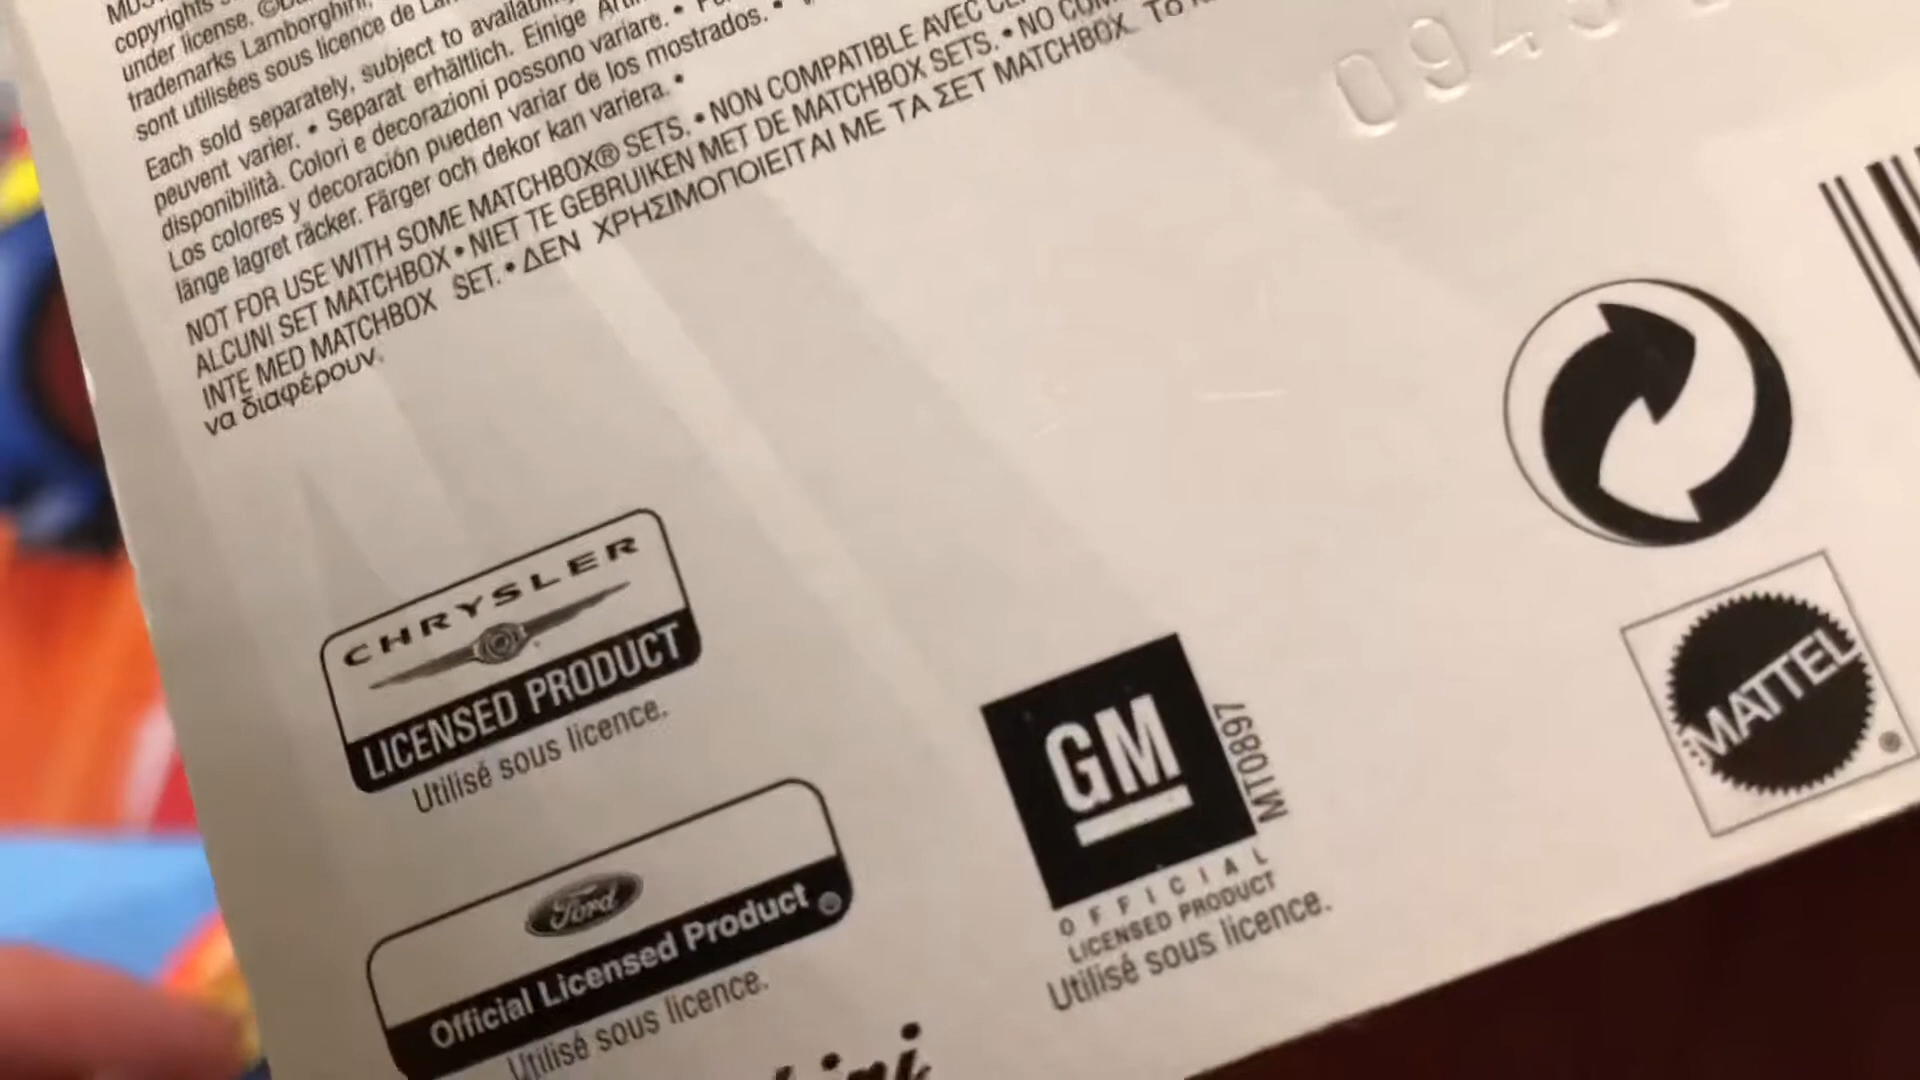 copyrights
under license.
trademarks Lamborghini,
sont utilisées sous licence de
Each sold separately, subject to
peuvent varier. • Separat erhältlich. Einige
disponibilità. Colori e decorazioni possono variare. •
Los colores y decoración pueden variar de los mostrados. •
länge lagret räcker. Färger och dekor kan variera. •
NOT FOR USE WITH SOME MATCHBOX® SETS. • NON COMPATIBLE AVEC
ALCUNI SET MATCHBOX • NIET TE GEBRUIKEN MET DE MATCHBOX SETS. • NO
INTE MED MATCHBOX SET. • ΔΕΝ ΧΡΗΣΙΜΟΠΟΙΕΙΤΑΙ ΜΕ ΤΑ ΣΕΤ MATCHBOX. Το
να διαφέρουν.
094
CHRYSLER
LICENSED PRODUCT
Utilisé sous licence.
Ford
Official Licensed Product
Utilisé sous licence.
GM
MT0897
OFFICIAL
LICENSED PRODUCT
Utilisé sous licence.
MATTEL
®